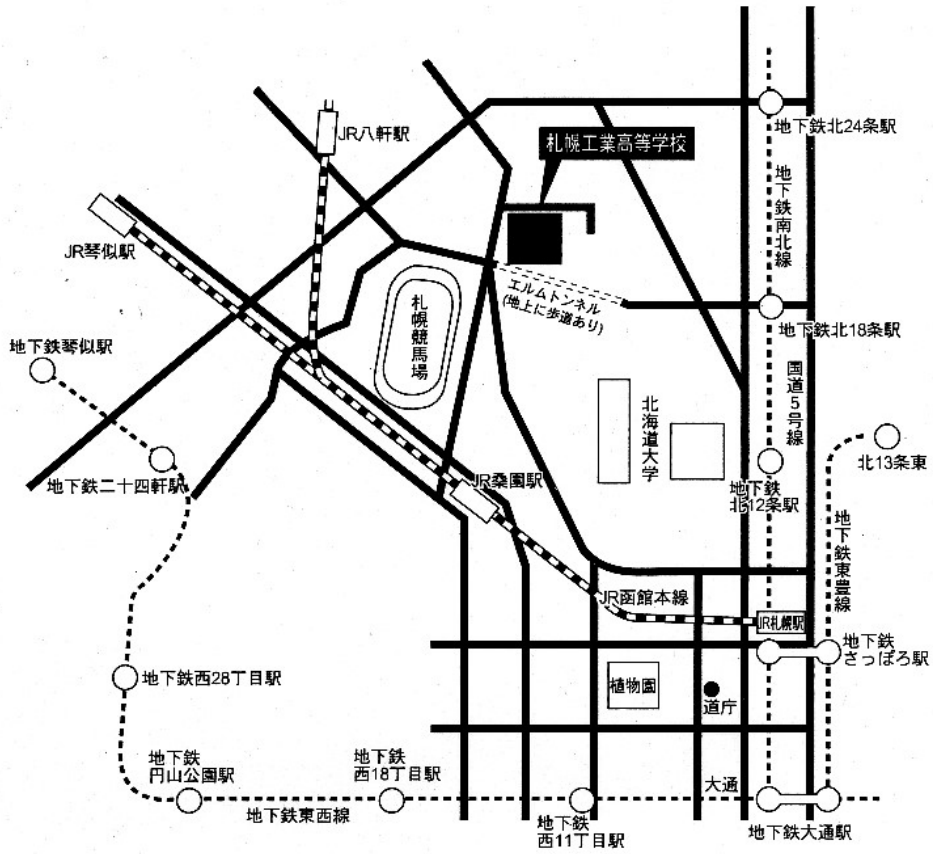 地下鉄北24条駅
JR八軒駅
札幌工業高等学校
地下鉄南北線
JR琴似駅
エルムトンネル
(地上に歩道あり)
札幌競馬場
地下鉄北18条駅
地下鉄琴似駅
国道5号線
北海道大学
北13条東
地下鉄二十四軒駅
JR桑園駅
地下鉄
北12条駅
地下鉄東豊線
JR函館本線
JR札幌駅
地下鉄
さっぽろ駅
地下鉄西28丁目駅
植物園
道庁
地下鉄
円山公園駅
地下鉄
西18丁目駅
大通
地下鉄東西線
地下鉄
西11丁目駅
地下鉄大通駅